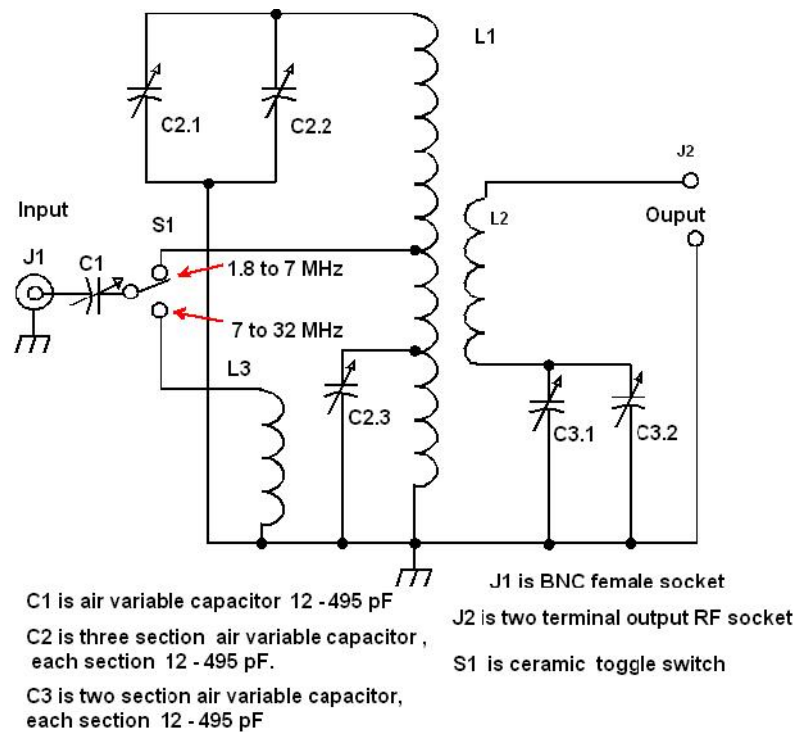 L1
C2.1
C2.2
J2
Input
S1
L2
Ouput
J1
C1
1.8 to 7 MHz
7 to 32 MHz
L3
C2.3
C3.1
C3.2
J1 is BNC female socket
C1 is air variable capacitor 12 - 495 pF
J2 is two terminal output RF socket
C2 is three section air variable capacitor ,
each section 12 - 495 pF.
S1 is ceramic toggle switch
C3 is two section air variable capacitor,
each section 12 - 495 pF